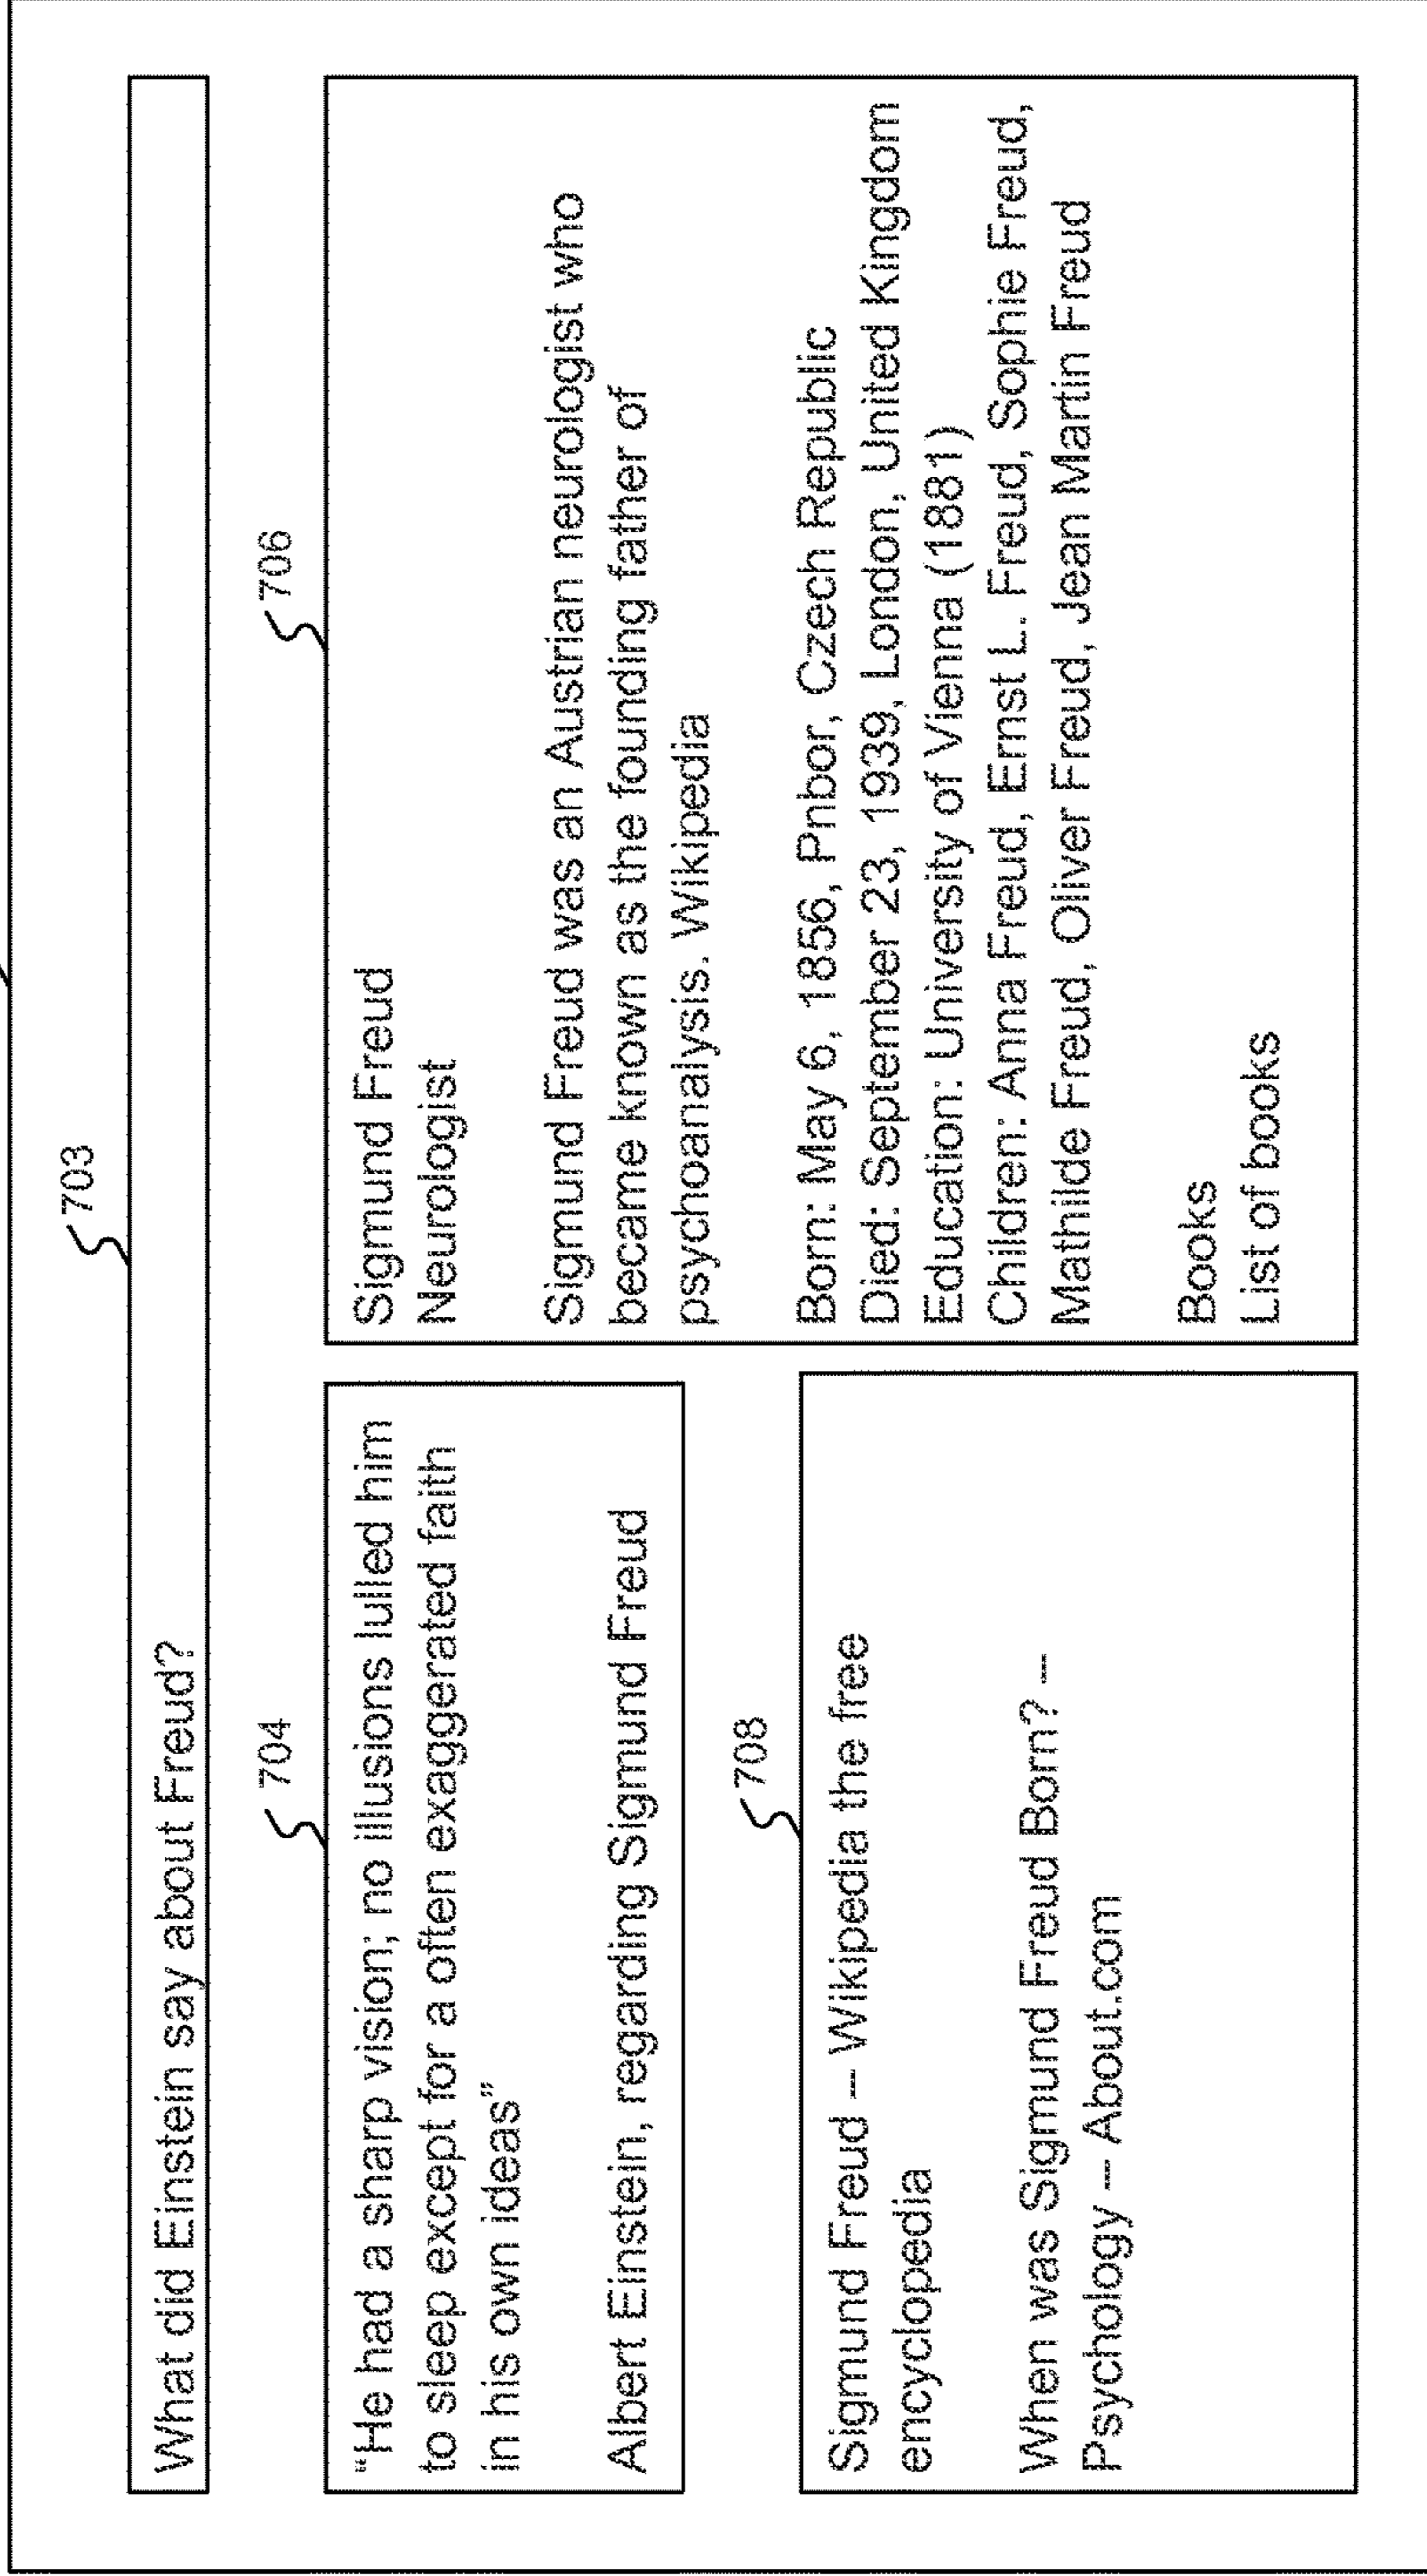 703
What did Einstein say about Freud?
704
“He had a sharp vision; no illusions lulled him
to sleep except for a often exaggerated faith
in his own ideas”
Albert Einstein, regarding Sigmund Freud
706
Sigmund Freud
Neurologist
Sigmund Freud was an Austrian neurologist who
became known as the founding father of
psychoanalysis. Wikipedia
Born: May 6, 1856, Pnbor, Czech Republic
Died: September 23, 1939, London, United Kingdom
Education: University of Vienna (1881)
Children: Anna Freud, Ernst L. Freud, Sophie Freud,
Mathilde Freud, Oliver Freud, Jean Martin Freud
Books
List of books
708
Sigmund Freud – Wikipedia the free
encyclopedia
When was Sigmund Freud Born? –
Psychology – About.com